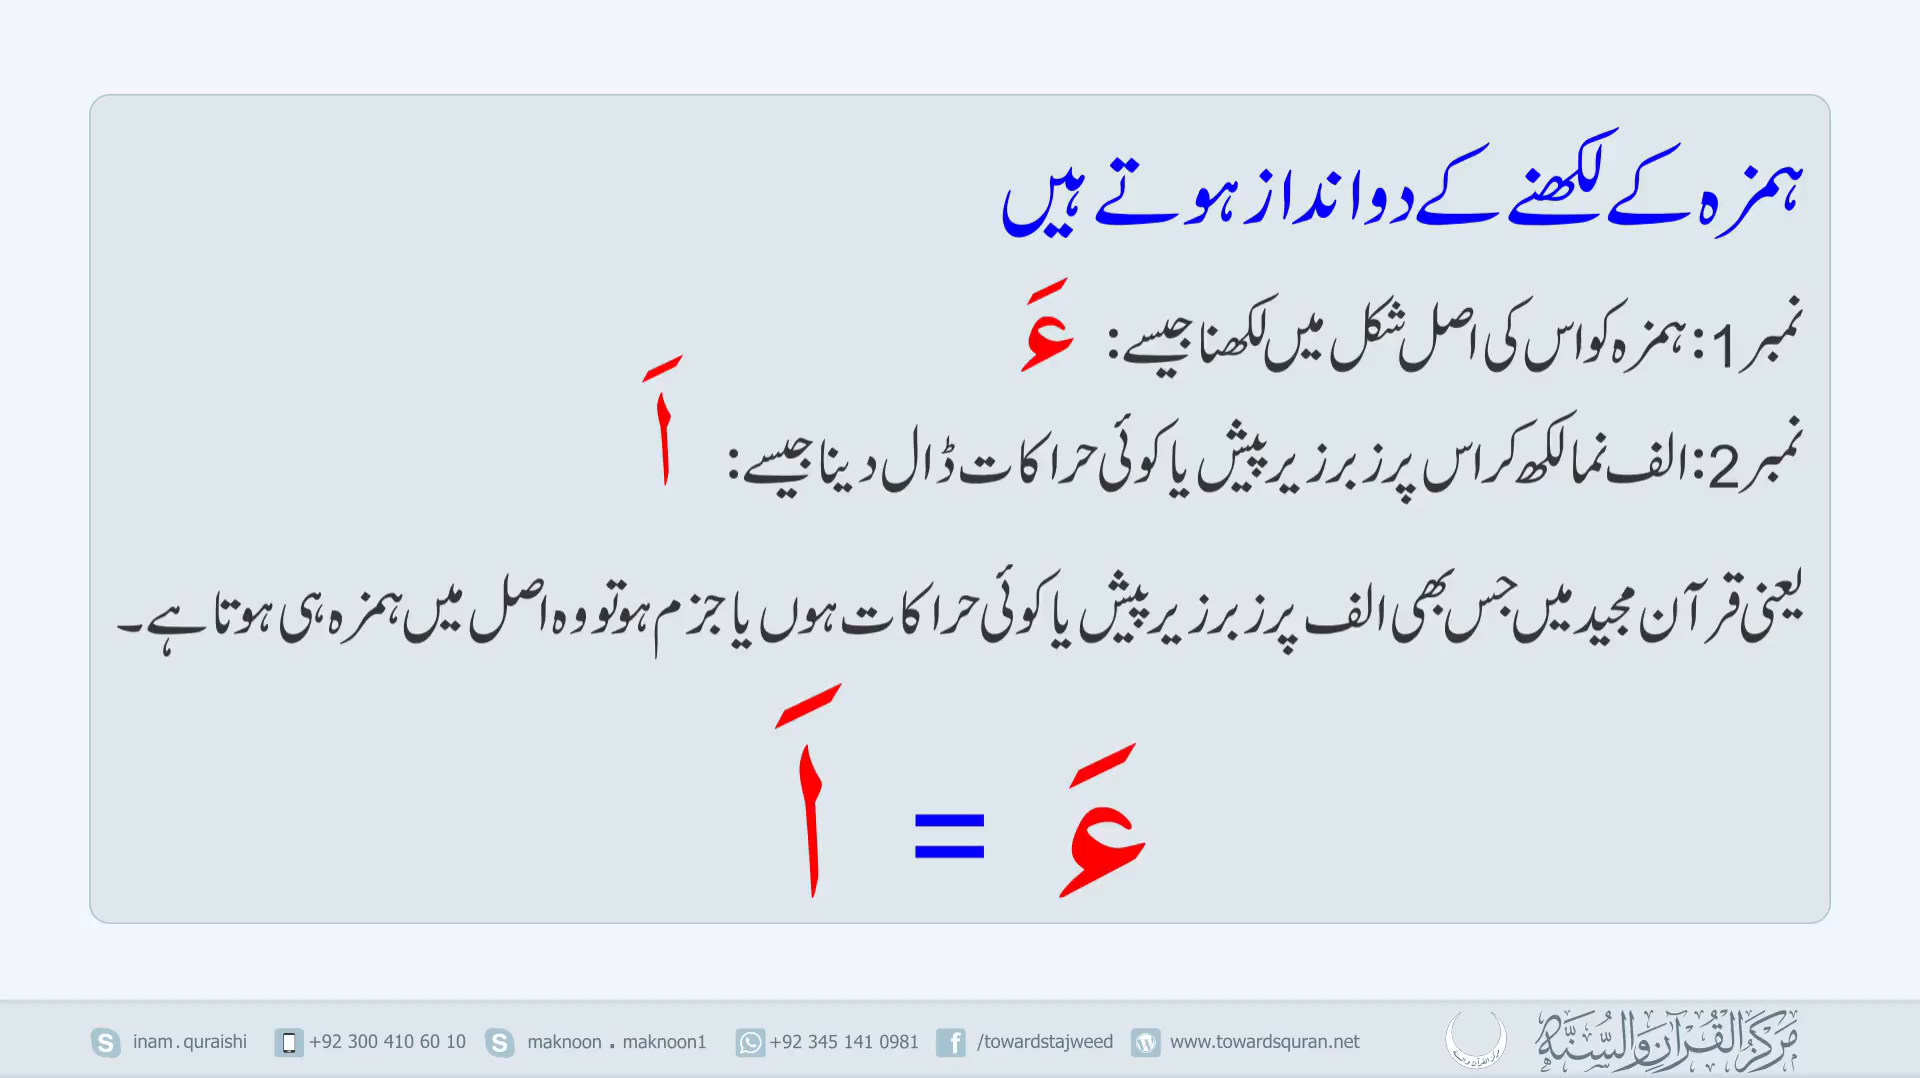 ہمزہ کے لکھنے کے دو انداز ہوتے ہیں
نمبر 1: ہمزہ کو اس کی اصل شکل میں لکھنا جیسے: ءَ
نمبر 2: الف نما لکھ کر اس پر زبر زیر پیش یا کوئی حراکات ڈال دینا جیسے: اَ
یعنی قرآن مجید میں جس بھی الف پر زبر زیر پیش یا کوئی حراکات ہوں یا جزم ہو تو وہ اصل میں ہمزہ ہی ہوتا ہے۔
ءَ = اَ
inam.quraishi +92 300 410 60 10 maknoon . maknoon1 +92 345 141 0981 /towardstajweed www.towardsquran.net مَرْكَزُ الْقُرْآنِ وَالسُّنَّة